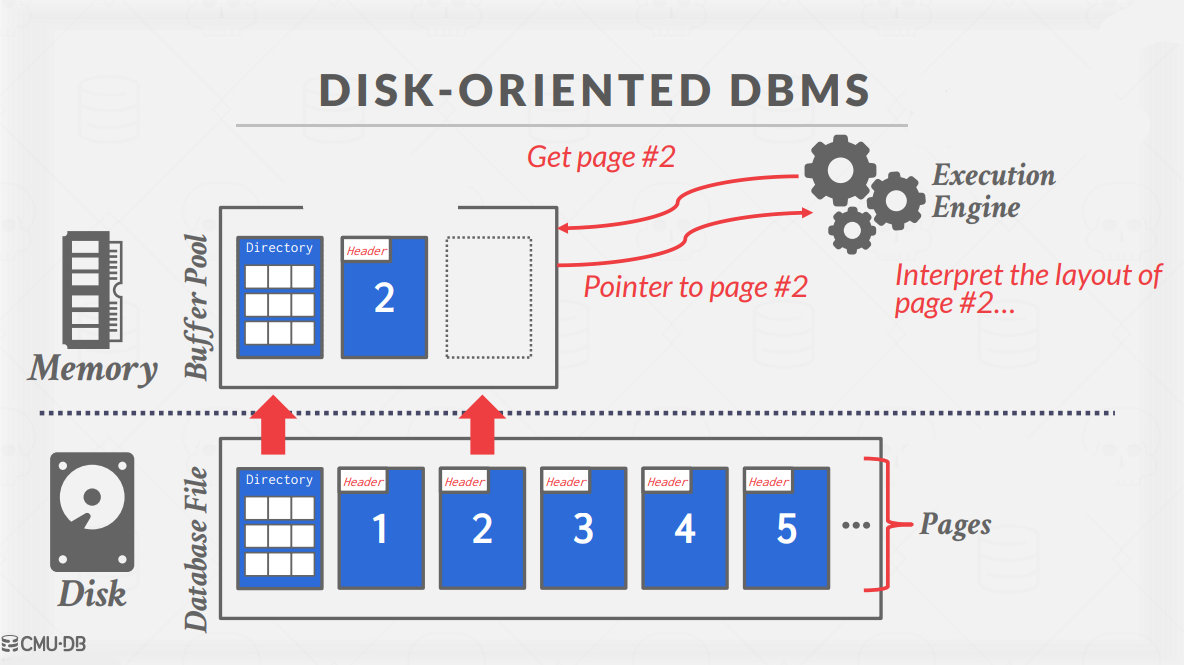 DISK-ORIENTED DBMS
Get page #2
Execution
Engine
Directory
Header
2
Buffer Pool
Pointer to page #2
Interpret the layout of
page #2...
Memory
Directory
Header
1
Header
2
Header
3
Header
4
Header
5
...
Pages
Database File
Disk
CMU·DB